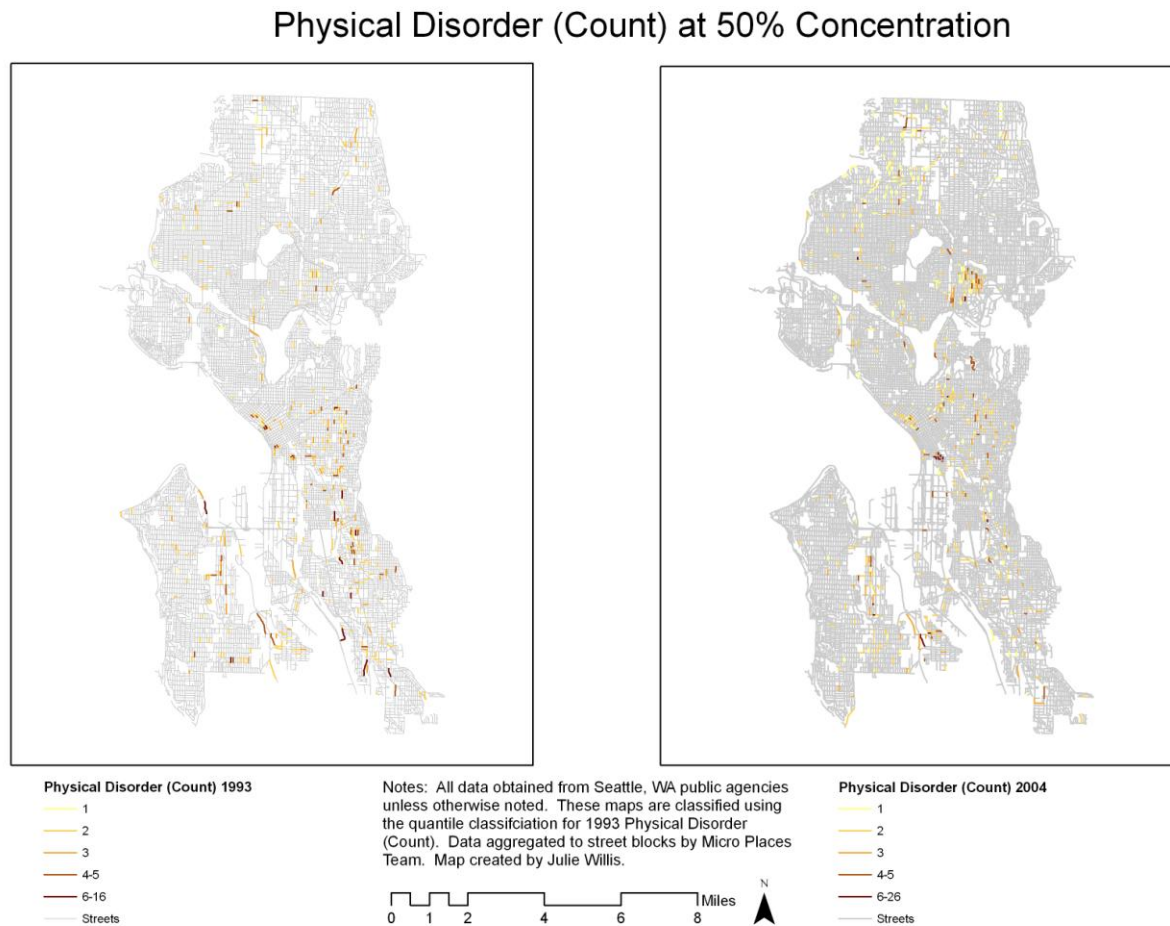 Physical Disorder (Count) at 50% Concentration
Physical Disorder (Count) 1993
1
2
3
4-5
6-16
Streets
Notes: All data obtained from Seattle, WA public agencies
unless otherwise noted. These maps are classified using
the quantile classifciation for 1993 Physical Disorder
(Count). Data aggregated to street blocks by Micro Places
Team. Map created by Julie Willis.
Miles
0 1 2 4 6 8
N
Physical Disorder (Count) 2004
1
2
3
4-5
6-26
Streets